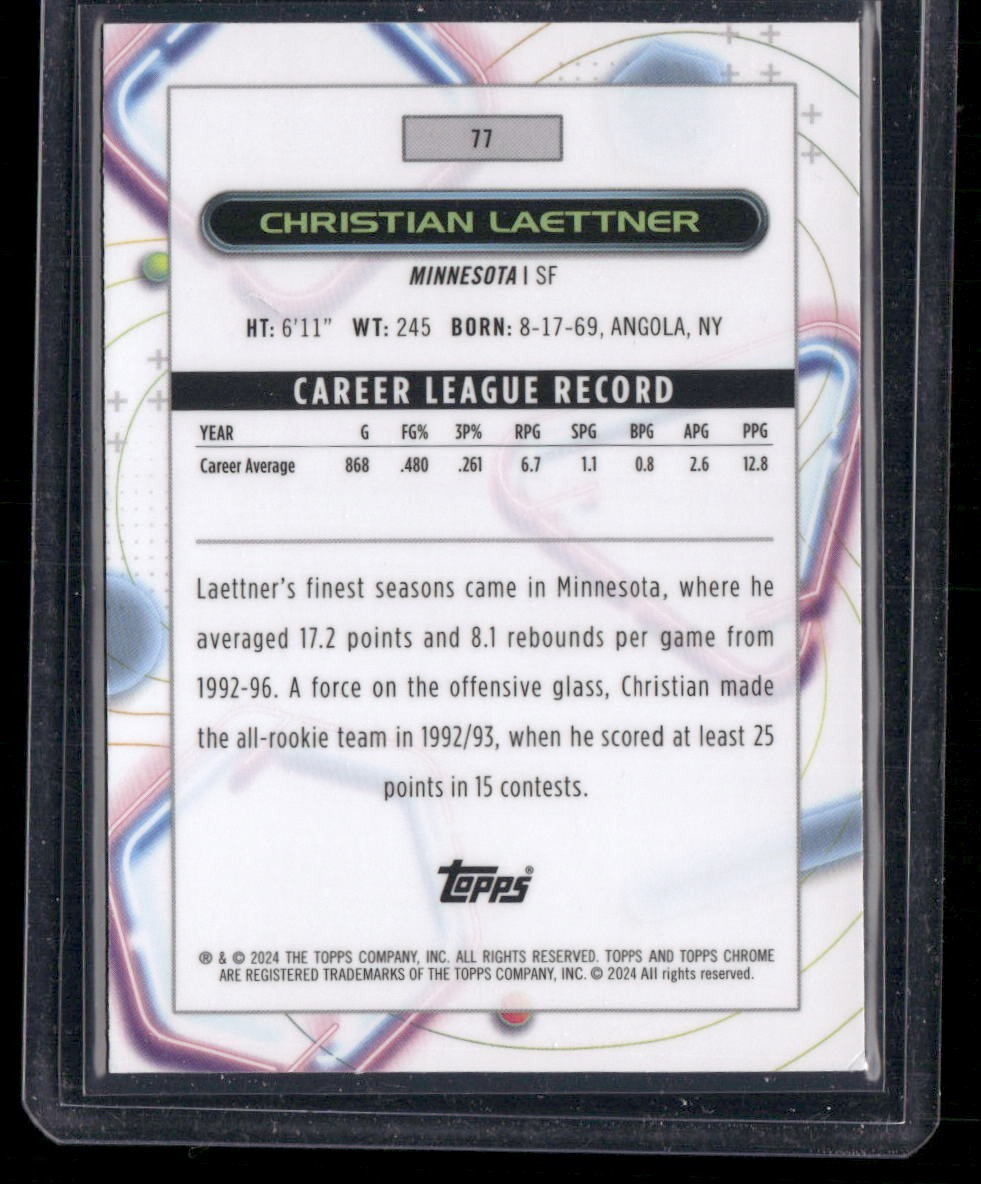 77
CHRISTIAN LAETTNER
MINNESOTA | SF
HT: 6'11" WT: 245 BORN: 8-17-69, ANGOLA, NY
CAREER LEAGUE RECORD
YEAR G FG% 3P% RPG SPG BPG APG PPG
Career Average 868 .480 .261 6.7 1.1 0.8 2.6 12.8
Laettner's finest seasons came in Minnesota, where he
averaged 17.2 points and 8.1 rebounds per game from
1992-96. A force on the offensive glass, Christian made
the all-rookie team in 1992/93, when he scored at least 25
points in 15 contests.
topps®
® & © 2024 THE TOPPS COMPANY, INC. ALL RIGHTS RESERVED. TOPPS AND TOPPS CHROME
ARE REGISTERED TRADEMARKS OF THE TOPPS COMPANY, INC. © 2024 All rights reserved.